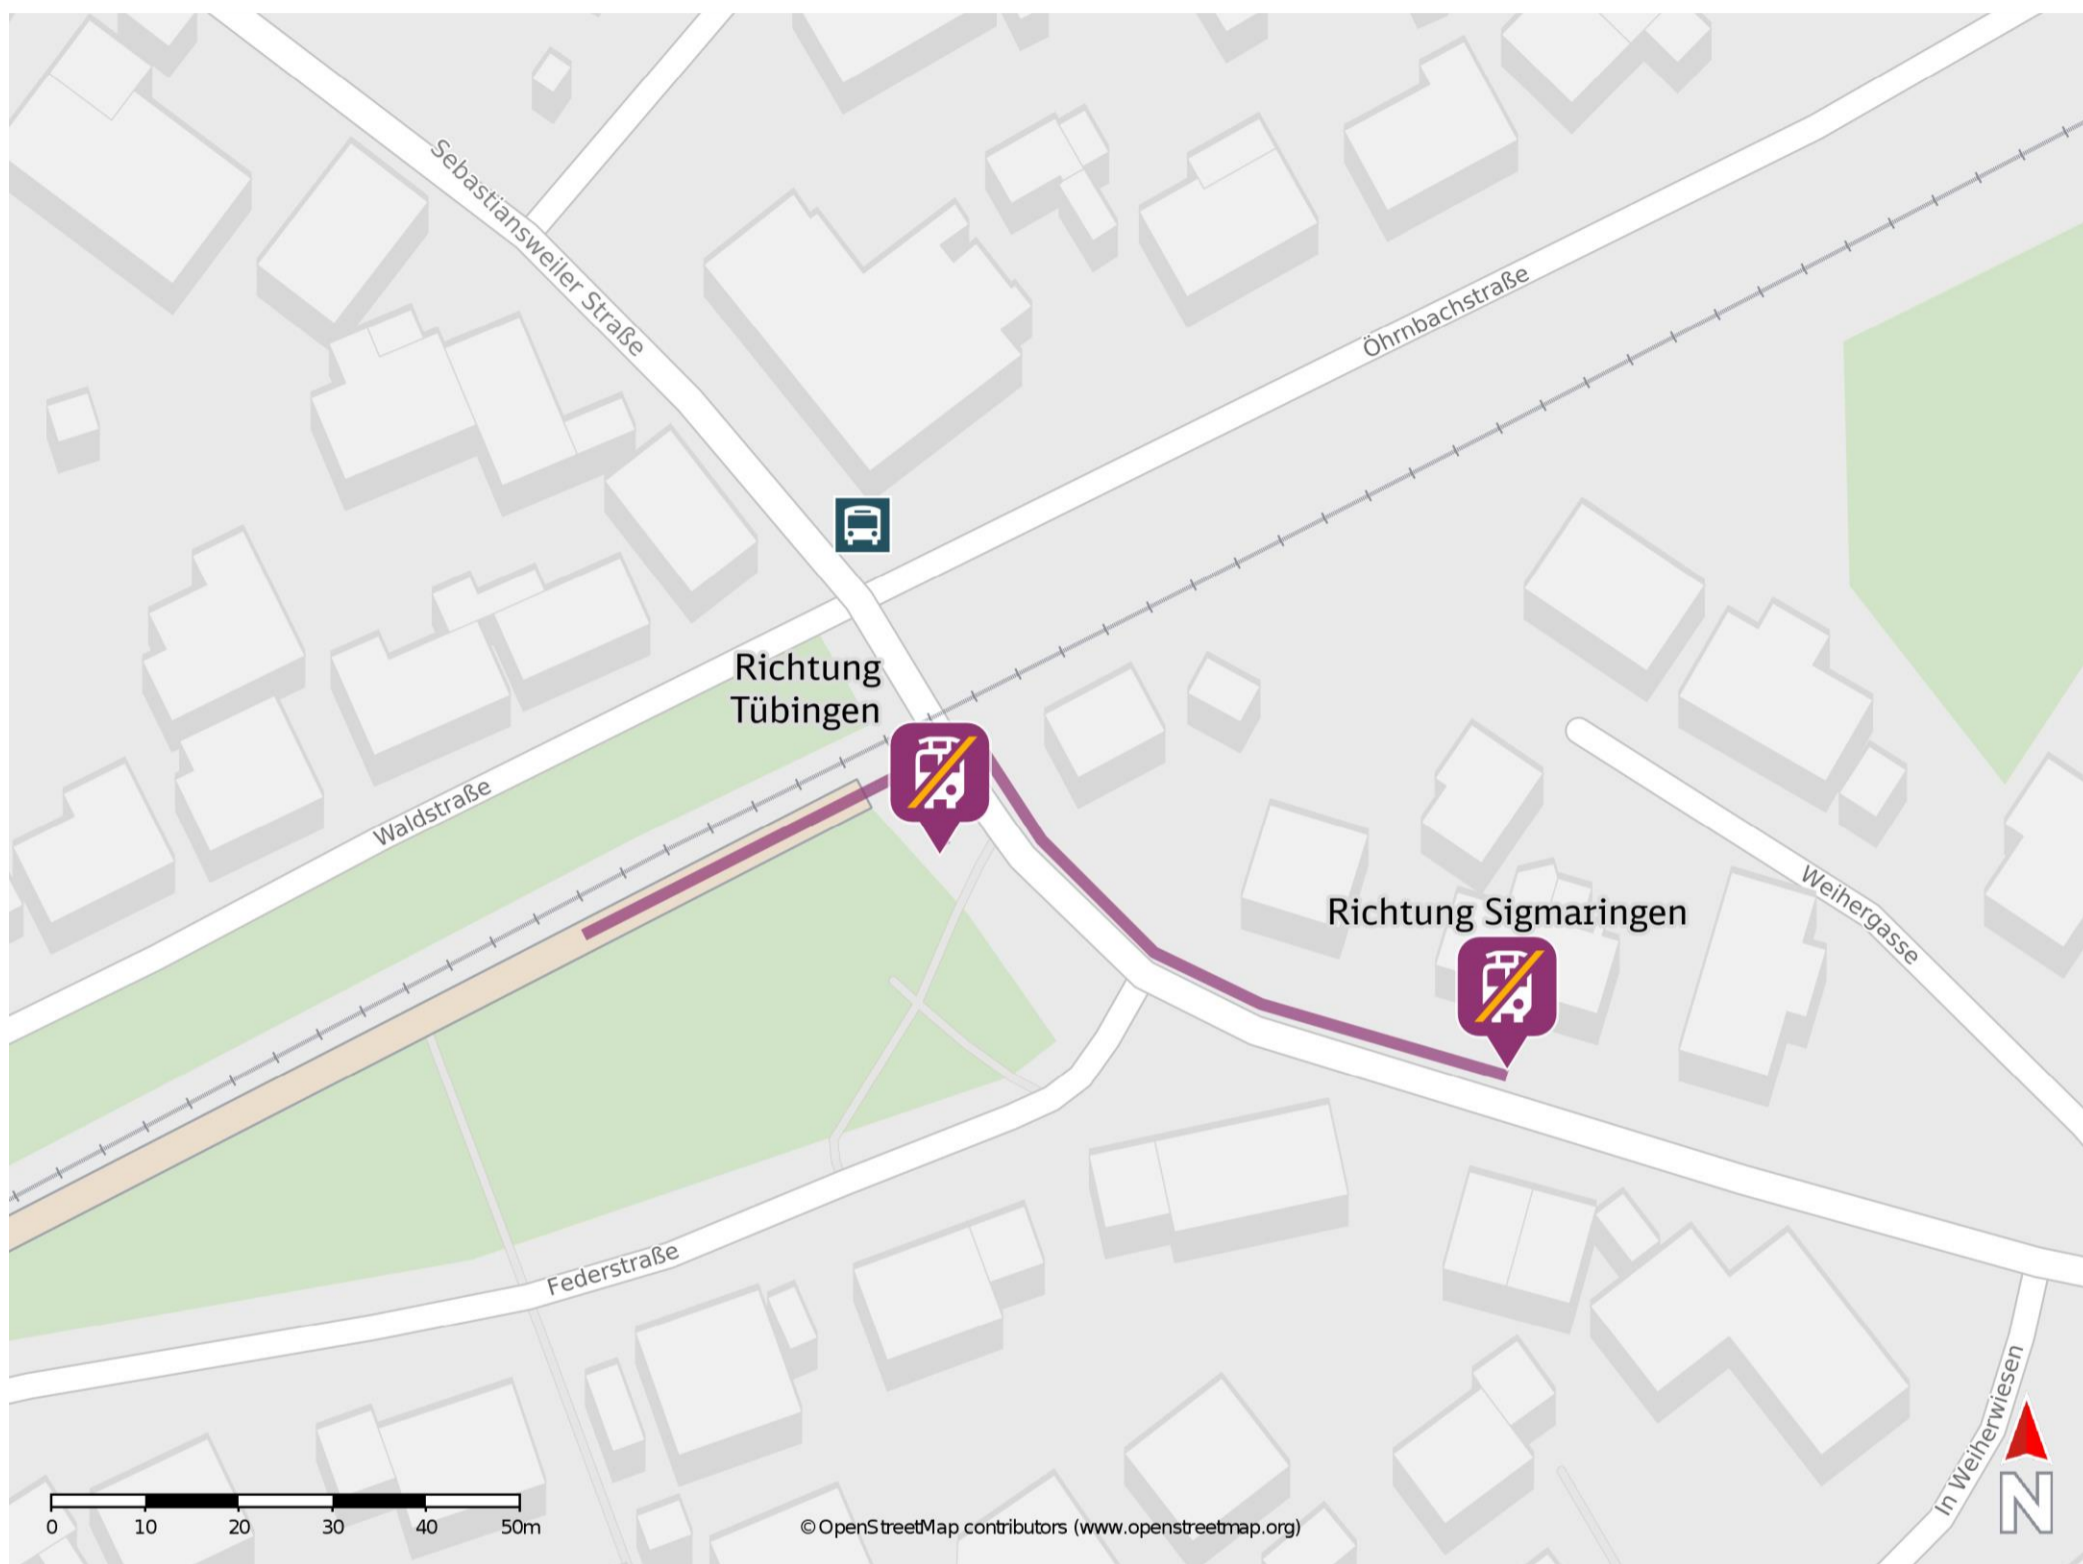 Sebastiansweiler Straße
Öhrnbachstraße
Richtung
Tübingen
Waldstraße
Weihergasse
Richtung Sigmaringen
Federstraße
In Weiherwiesen
N
0 10 20 30 40 50m
© OpenStreetMap contributors (www.openstreetmap.org)